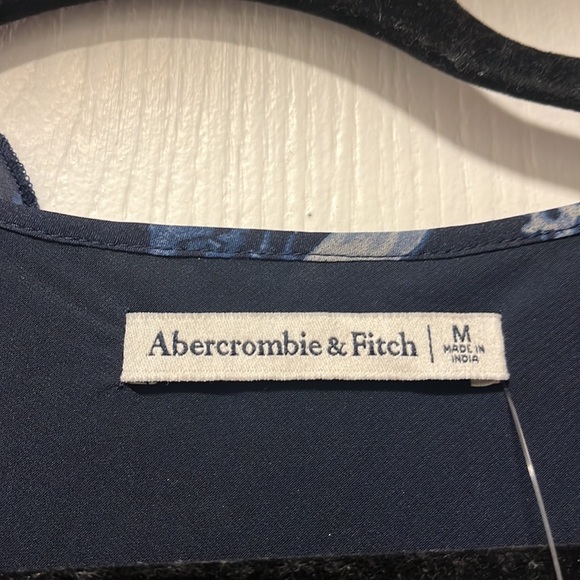 Abercrombie & Fitch | M
MADE IN
INDIA